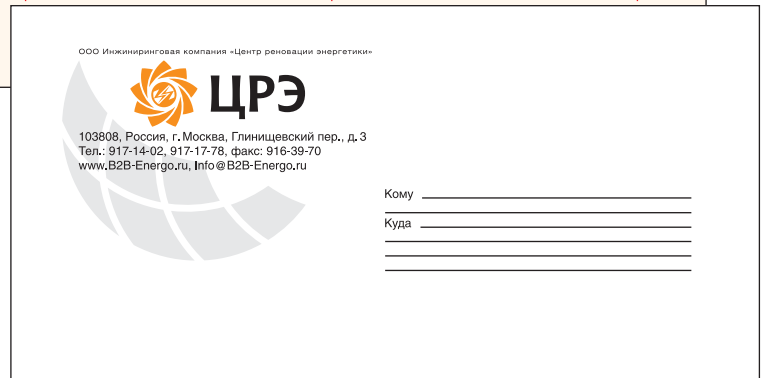 ООО Инжиниринговая компания «Центр реновации энергетики»
ЦРЭ
103808, Россия, г. Москва, Глинищевский пер., д. 3
Тел.: 917-14-02, 917-17-78, факс: 916-39-70
www.B2B-Energo.ru, Info@B2B-Energo.ru
Кому
Куда